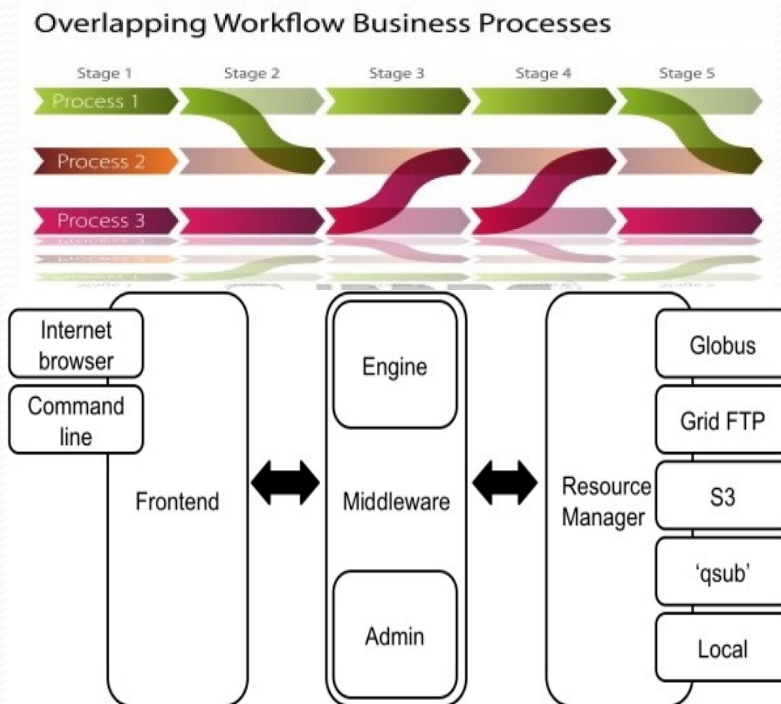 Overlapping Workflow Business Processes
Stage 1 Stage 2 Stage 3 Stage 4 Stage 5
Process 1
Process 2
Process 3
Internet
browser
Command
line
Frontend
Engine
Middleware
Admin
Resource
Manager
Globus
Grid FTP
S3
‘qsub’
Local